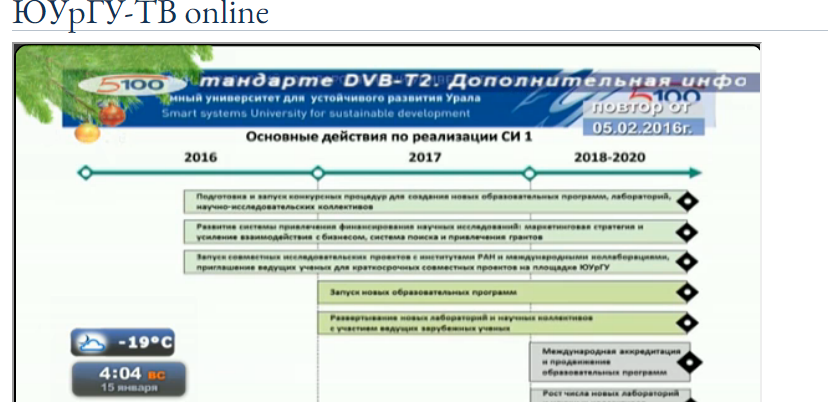 ЮУрГУ-ТВ online
5100 тандарте DVB-T2. Дополнительная инфо
5100
нный университет для устойчивого развития Урала
Smart systems University for sustainable development
повтор от
05.02.2016г.
Основные действия по реализации СИ 1
2016 2017 2018-2020
Подготовка и запуск конкурсных процедур для создания новых образовательных программ, лабораторий,
научно-исследовательских коллективов
Развитие системы привлечения финансирования научных исследований: маркетинговая стратегия и
усиление взаимодействия с бизнесом, система поиска и привлечения грантов
Запуск совместных исследовательских проектов с институтами РАН и международными коллаборациями,
приглашение ведущих ученых для краткосрочных совместных проектов на площадке ЮУрГУ
Запуск новых образовательных программ
Развертывание новых лабораторий и научных коллективов
с участием ведущих зарубежных ученых
Международная аккредитация
и продвижение
образовательных программ
Рост числа новых лабораторий
-19°C
4:04 ВС
15 января